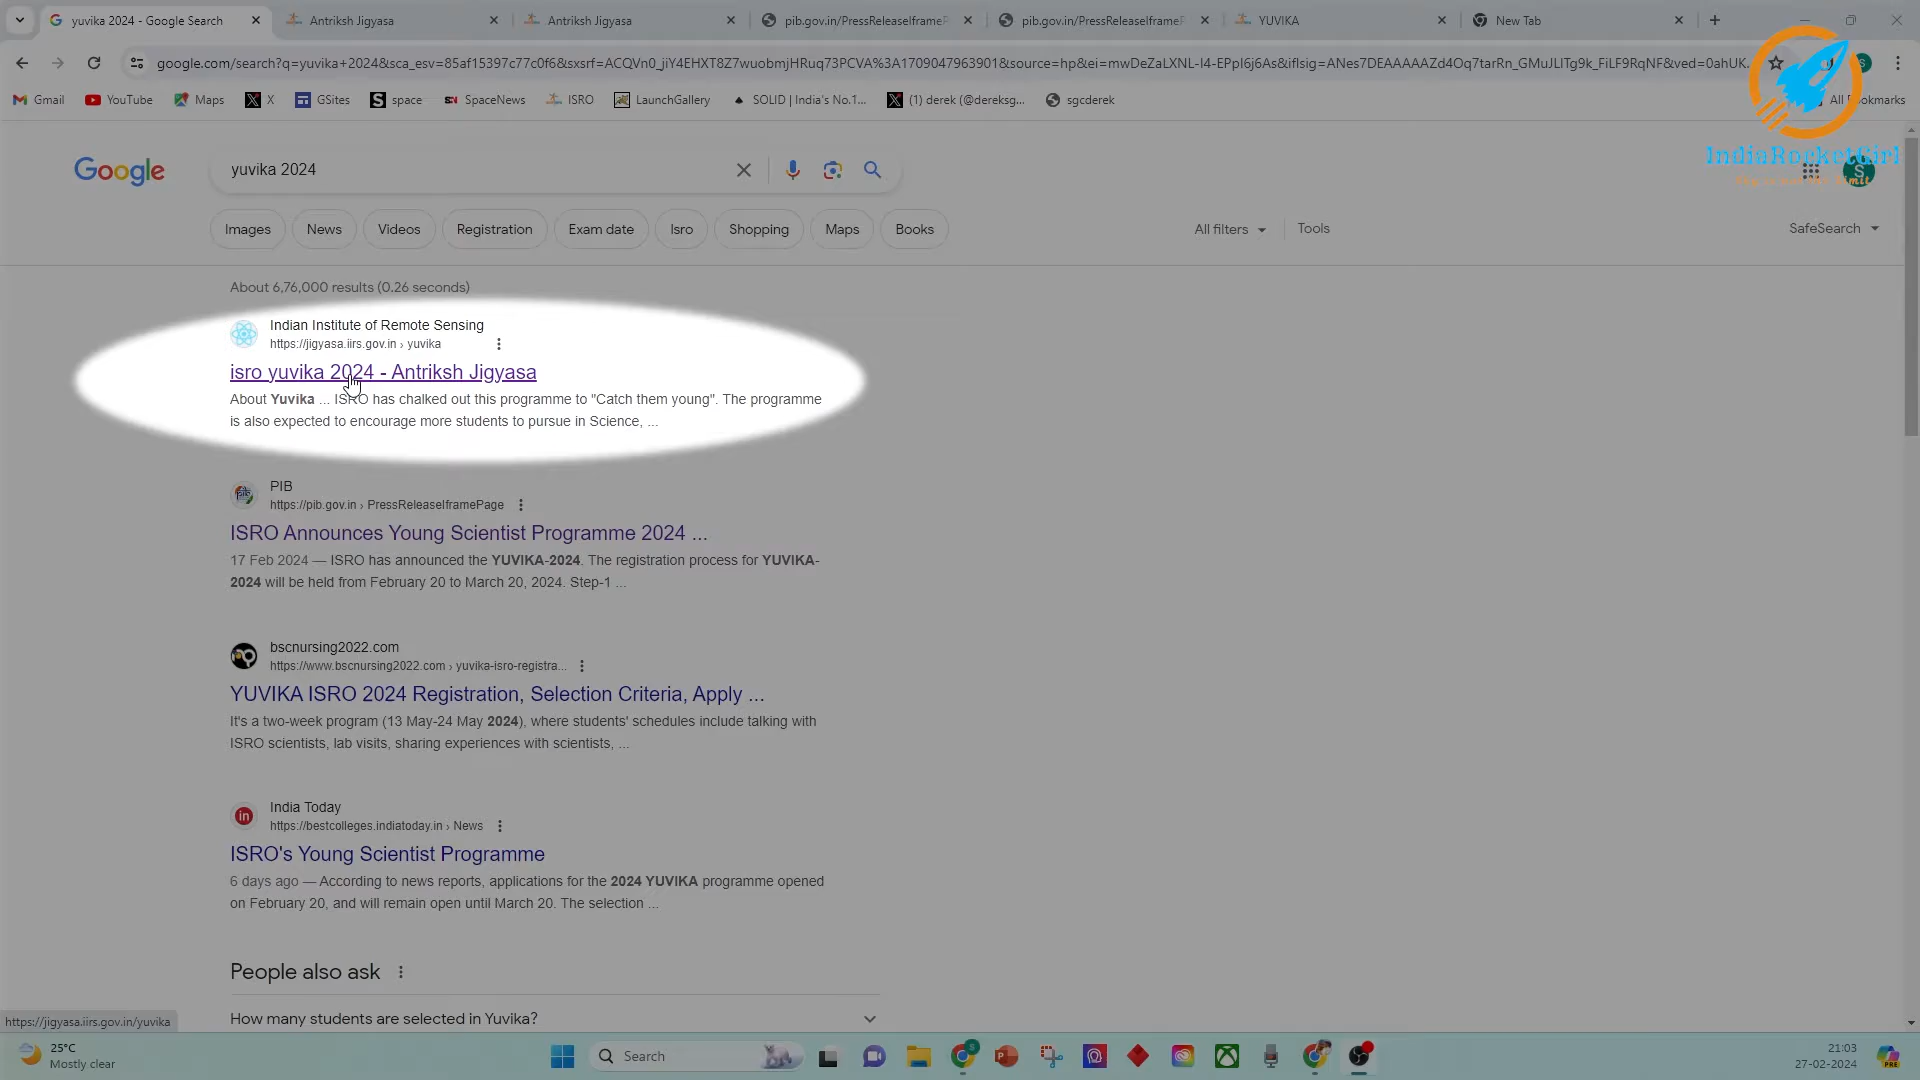 yuvika 2024 - Google Search
Antriksh Jigyasa
Antriksh Jigyasa
pib.gov.in/PressReleaseIframeP
pib.gov.in/PressReleaseIframeP
YUVIKA
New Tab
google.com/search?q=yuvika+2024&sca_esv=85af15397c77c0f6&sxsrf=ACQVn0_jiY4EHXT8Z7wuobmjHRuq73PCVA%3A1709047963901&source=hp&ei=mwDeZaLXNL-I4-EPpI6j6As&iflsig=ANes7DEAAAAAZd4Oq7tarRn_GMuJLITg9k_FiLF9RqNF&ved=0ahUK...
Gmail
YouTube
Maps
X
GSites
space
SpaceNews
ISRO
LaunchGallery
SOLID | India's No.1...
(1) derek (@dereksg...
sgcderek
All Bookmarks
IndiaRocketGirl
Google
yuvika 2024
S
Images
News
Videos
Registration
Exam date
Isro
Shopping
Maps
Books
All filters
Tools
SafeSearch
About 6,76,000 results (0.26 seconds)
Indian Institute of Remote Sensing
https://jigyasa.iirs.gov.in › yuvika
isro yuvika 2024 - Antriksh Jigyasa
About Yuvika ... ISRO has chalked out this programme to "Catch them young". The programme
is also expected to encourage more students to pursue in Science, ...
PIB
https://pib.gov.in › PressReleaseIframePage
ISRO Announces Young Scientist Programme 2024 ...
17 Feb 2024 — ISRO has announced the YUVIKA-2024. The registration process for YUVIKA-
2024 will be held from February 20 to March 20, 2024. Step-1 ...
bscnursing2022.com
https://www.bscnursing2022.com › yuvika-isro-registra...
YUVIKA ISRO 2024 Registration, Selection Criteria, Apply ...
It's a two-week program (13 May-24 May 2024), where students' schedules include talking with
ISRO scientists, lab visits, sharing experiences with scientists, ...
India Today
https://bestcolleges.indiatoday.in › News
ISRO's Young Scientist Programme
6 days ago — According to news reports, applications for the 2024 YUVIKA programme opened
on February 20, and will remain open until March 20. The selection ...
People also ask
How many students are selected in Yuvika?
https://jigyasa.iirs.gov.in/yuvika
25°C
Mostly clear
Search
21:03
27-02-2024